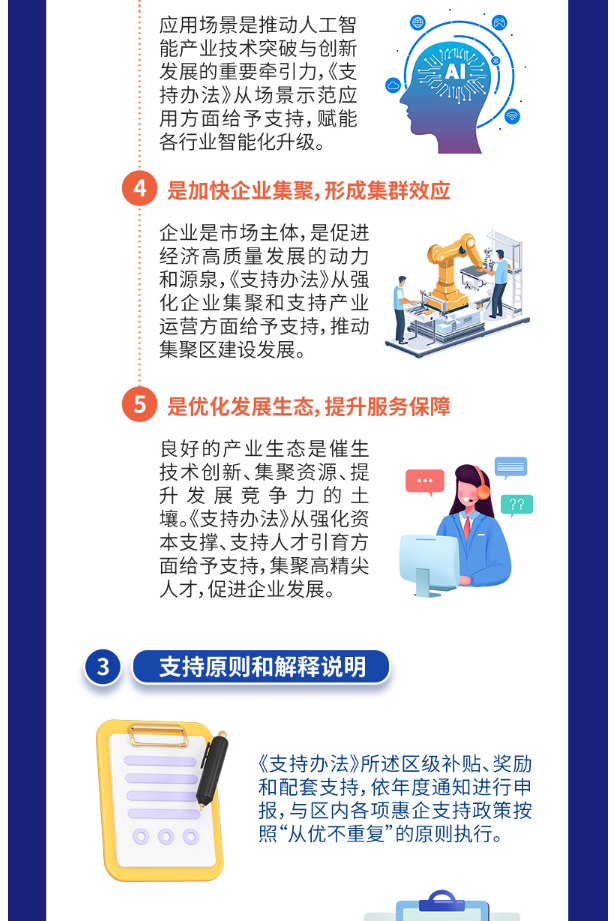 应用场景是推动人工智
能产业技术突破与创新
发展的重要牵引力，《支
持办法》从场景示范应
用方面给予支持，赋能
各行业智能化升级。
AI
4 是加快企业集聚，形成集群效应
企业是市场主体，是促进
经济高质量发展的动力
和源泉，《支持办法》从强
化企业集聚和支持产业
运营方面给予支持，推动
集聚区建设发展。
5 是优化发展生态，提升服务保障
良好的产业生态是催生
技术创新、集聚资源、提
升发展竞争力的土
壤。《支持办法》从强化资
本支撑、支持人才引育方
面给予支持，集聚高精尖
人才，促进企业发展。
??
3 支持原则和解释说明
《支持办法》所述区级补贴、奖励
和配套支持，依年度通知进行申
报，与区内各项惠企支持政策按
照“从优不重复”的原则执行。